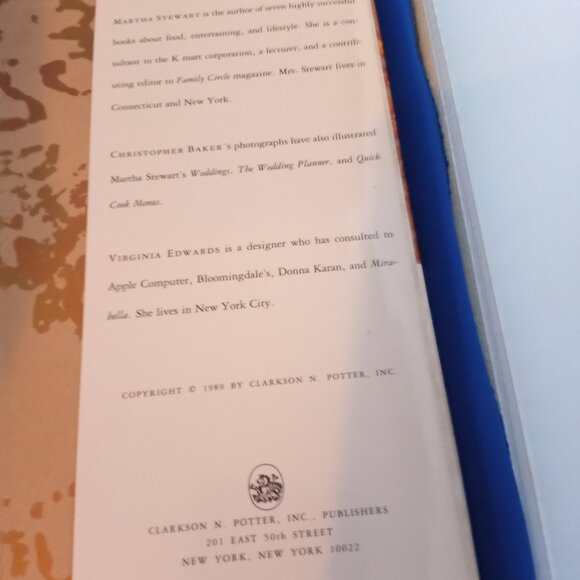 MARTHA STEWART is the author of seven highly successful
books about food, entertaining, and lifestyle. She is a con-
sultant to the K mart corporation, a lecturer, and a contrib-
uting editor to Family Circle magazine. Mrs. Stewart lives in
Connecticut and New York.
CHRISTOPHER BAKER's photographs have also illustrated
Martha Stewart's Weddings, The Wedding Planner, and Quick
Cook Menus.
VIRGINIA EDWARDS is a designer who has consulted to
Apple Computer, Bloomingdale's, Donna Karan, and Mira-
bella. She lives in New York City.
COPYRIGHT © 1989 BY CLARKSON N. POTTER, INC.
CLARKSON N. POTTER, INC., PUBLISHERS
201 EAST 50th STREET
NEW YORK, NEW YORK 10022